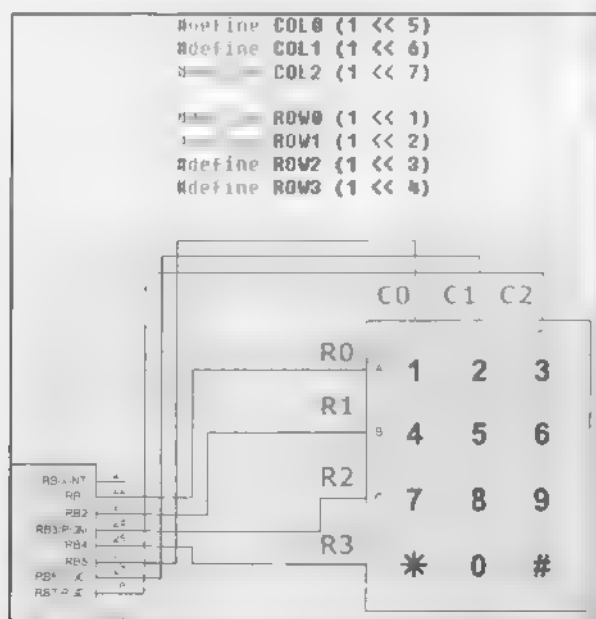 #define COL0 (1 << 5)
#define COL1 (1 << 6)
COL2 (1 << 7)
ROW0 (1 << 1)
ROW1 (1 << 2)
#define ROW2 (1 << 3)
#define ROW3 (1 << 4)
C0 C1 C2
R0 A 1 2 3
R1 B 4 5 6
R2 C 7 8 9
R3 * 0 #
RB2
RB4
RB5